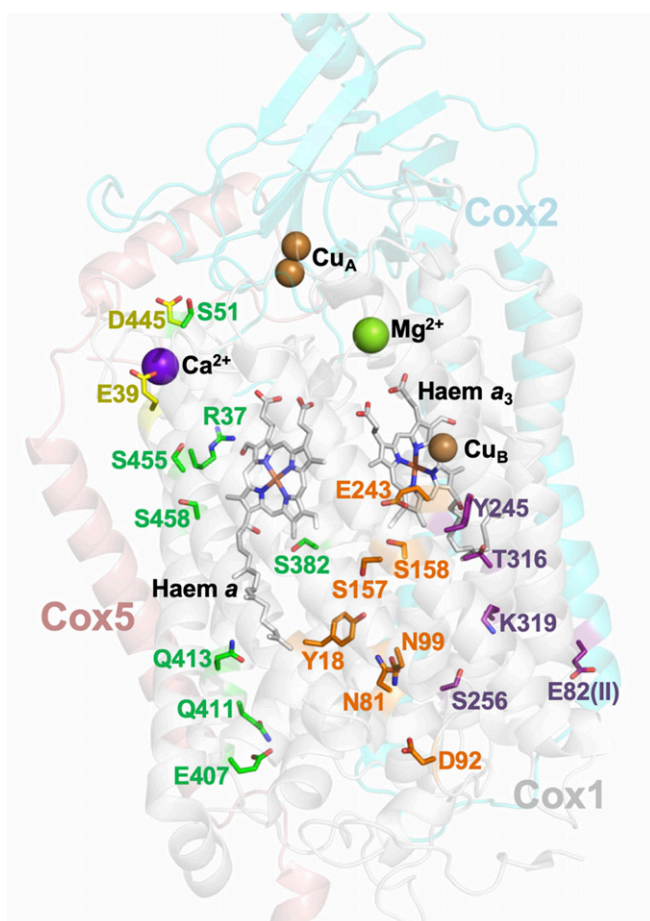 Cox2
CuA
D445
S51
Mg²⁺
Ca²⁺
E39
Haem a₃
R37
CuB
S455
E243
Y245
S458
S382
S158
T316
S157
Haem a
Cox5
K319
Q413
Y18
N99
E82(II)
N81
S256
Q411
D92
E407
Cox1